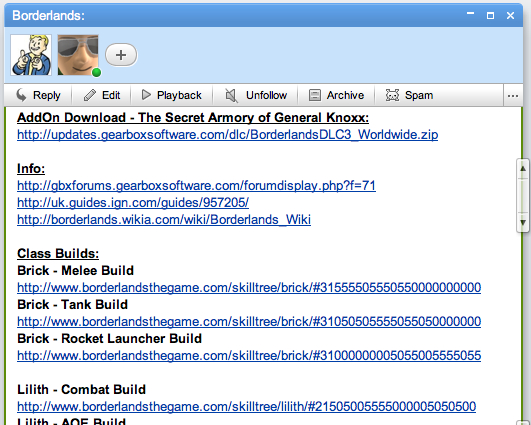 Borderlands:
Reply Edit Playback Unfollow Archive Spam ...
AddOn Download - The Secret Armory of General Knoxx:
http://updates.gearboxsoftware.com/dlc/BorderlandsDLC3_Worldwide.zip
Info:
http://gbxforums.gearboxsoftware.com/forumdisplay.php?f=71
http://uk.guides.ign.com/guides/957205/
http://borderlands.wikia.com/wiki/Borderlands_Wiki
Class Builds:
Brick - Melee Build
http://www.borderlandsthegame.com/skilltree/brick/#31555505550550000000000
Brick - Tank Build
http://www.borderlandsthegame.com/skilltree/brick/#31050505555055050000000
Brick - Rocket Launcher Build
http://www.borderlandsthegame.com/skilltree/brick/#31000000005055005555055
Lilith - Combat Build
http://www.borderlandsthegame.com/skilltree/lilith/#21505005555000005050500
Lilith - AOE Build